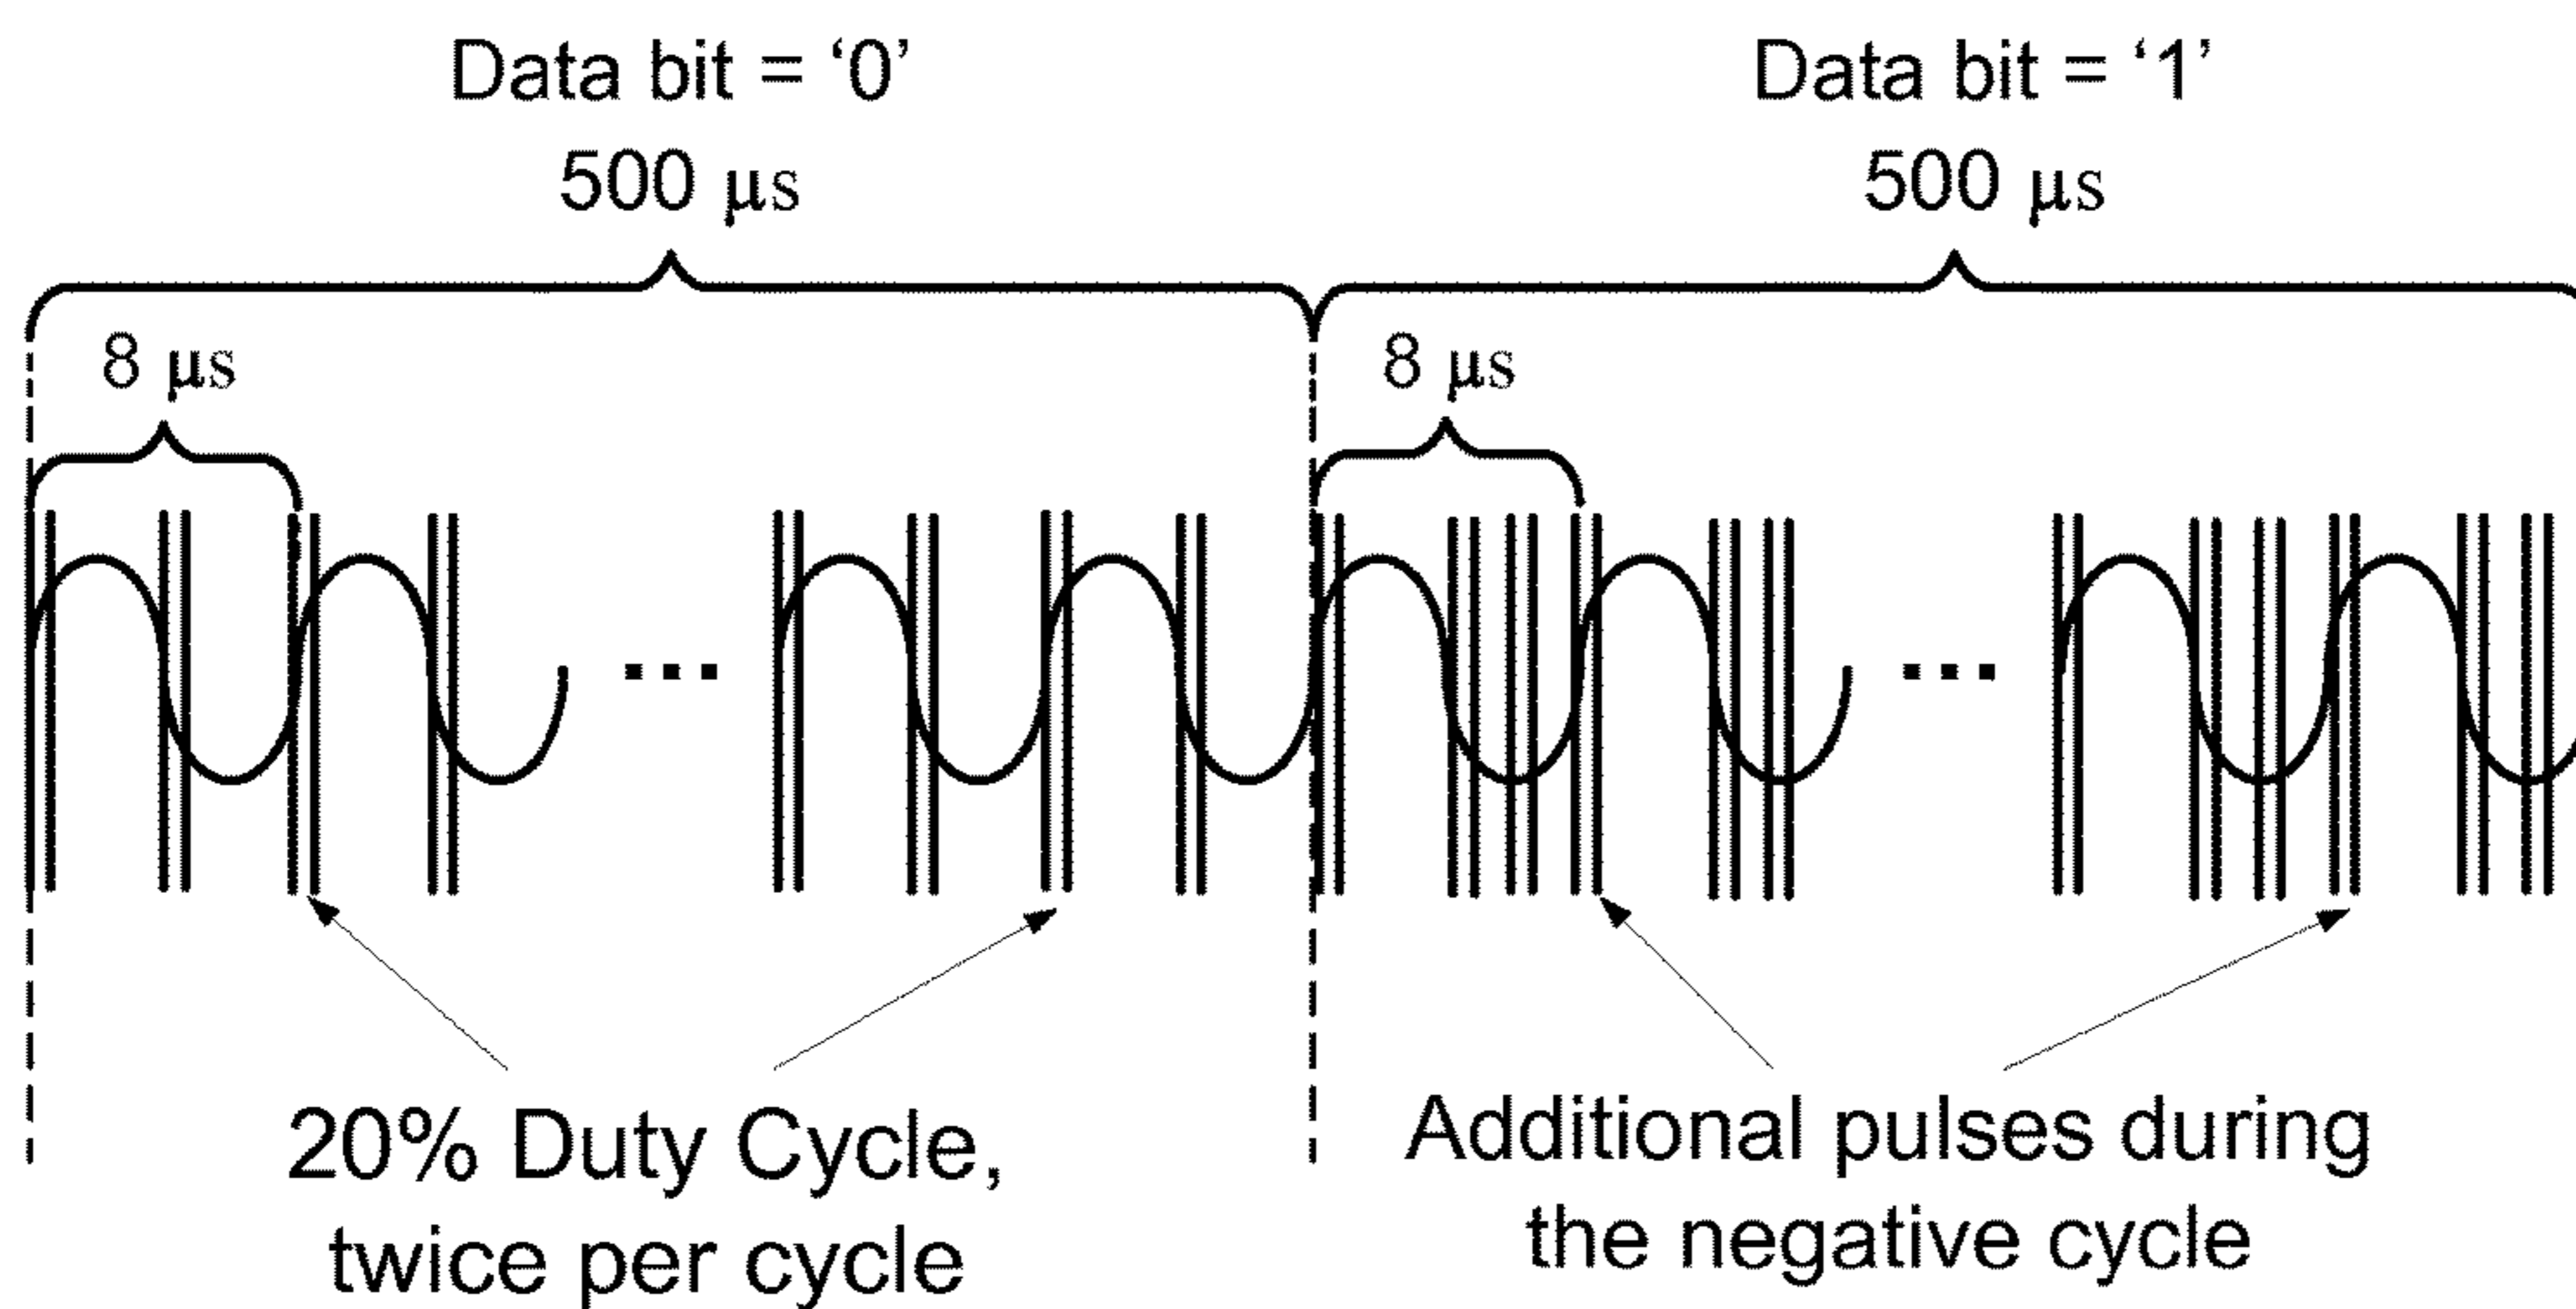 Data bit = ‘0’
500 μs
Data bit = ‘1’
500 μs
8 μs
8 μs
...
...
20% Duty Cycle,
twice per cycle
Additional pulses during
the negative cycle